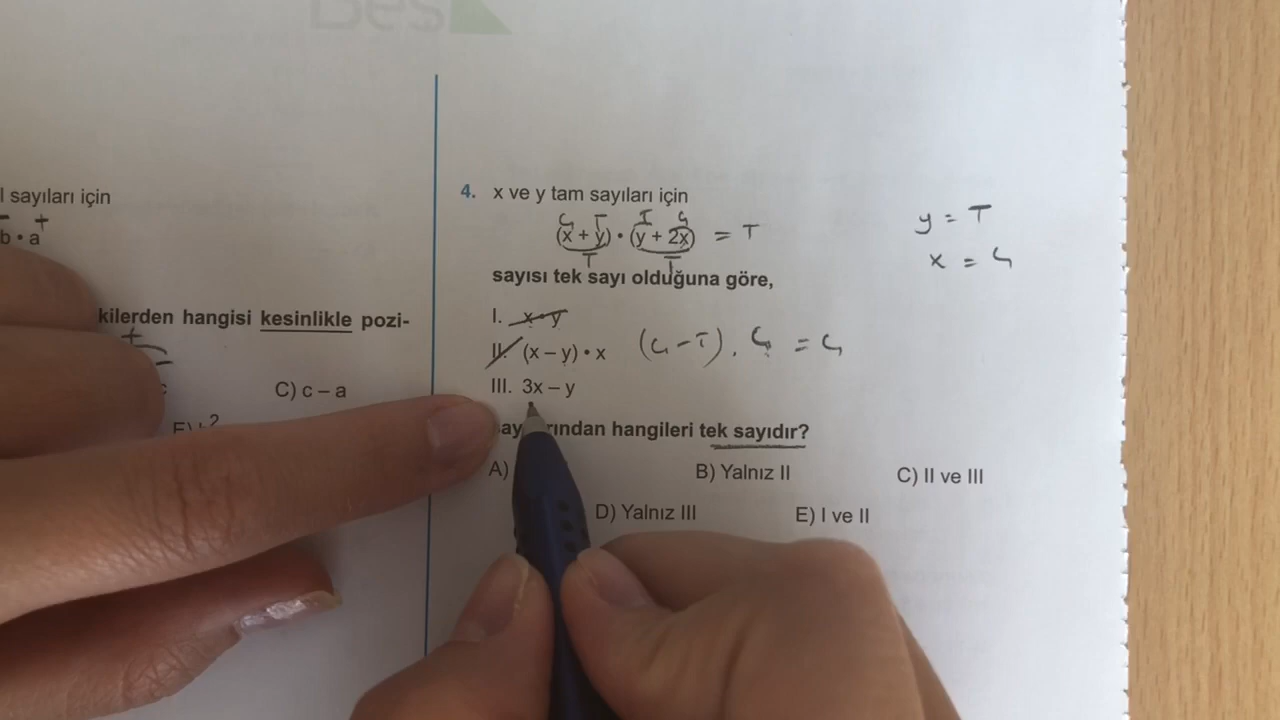 Bes
l sayıları için
- +
b • a
kilerden hangisi kesinlikle pozi-
+
C) c – a
4. x ve y tam sayıları için
Ç T T Ç
(x + y) • (y + 2x) = T
T T
sayısı tek sayı olduğuna göre,
I. x • y
II. (x – y) • x (Ç - T) . Ç = Ç
III. 3x – y
tek sayıdır?
hangileri
A)
B) Yalnız II
C) II ve III
D) Yalnız III
E) I ve II
y = T
x = Ç